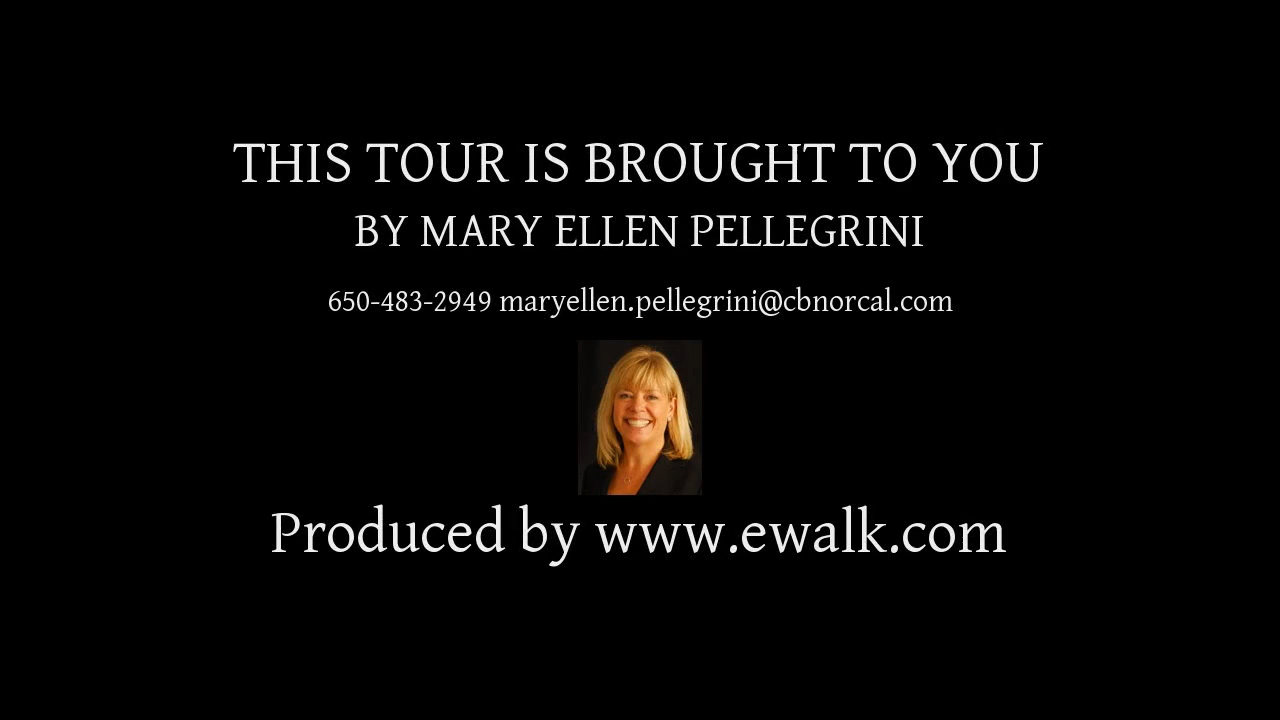 THIS TOUR IS BROUGHT TO YOU
BY MARY ELLEN PELLEGRINI
650-483-2949 maryellen.pellegrini@cbnorcal.com
Produced by www.ewalk.com